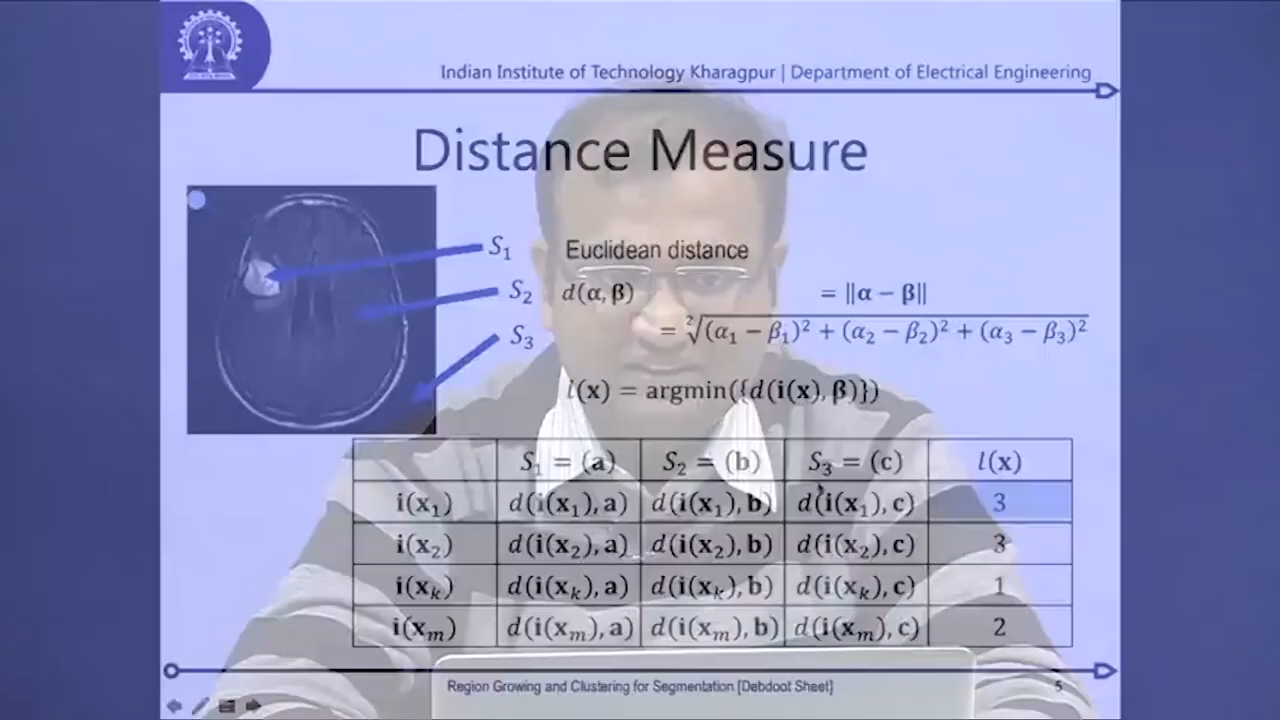 Indian Institute of Technology Kharagpur | Department of Electrical Engineering
Distance Measure
S₁
S₂
S₃
Euclidean distance
d(α, β) = ‖α − β‖
= ²√(α₁ − β₁)² + (α₂ − β₂)² + (α₃ − β₃)²
l(x) = argmin({d(i(x), β)})
S₁ = (a) S₂ = (b) S₃ = (c) l(x)
i(x₁) d(i(x₁), a) d(i(x₁), b) d(i(x₁), c) 3
i(x₂) d(i(x₂), a) d(i(x₂), b) d(i(x₂), c) 3
i(xₖ) d(i(xₖ), a) d(i(xₖ), b) d(i(xₖ), c) 1
i(xₘ) d(i(xₘ), a) d(i(xₘ), b) d(i(xₘ), c) 2
Region Growing and Clustering for Segmentation [Debdoot Sheet]
5